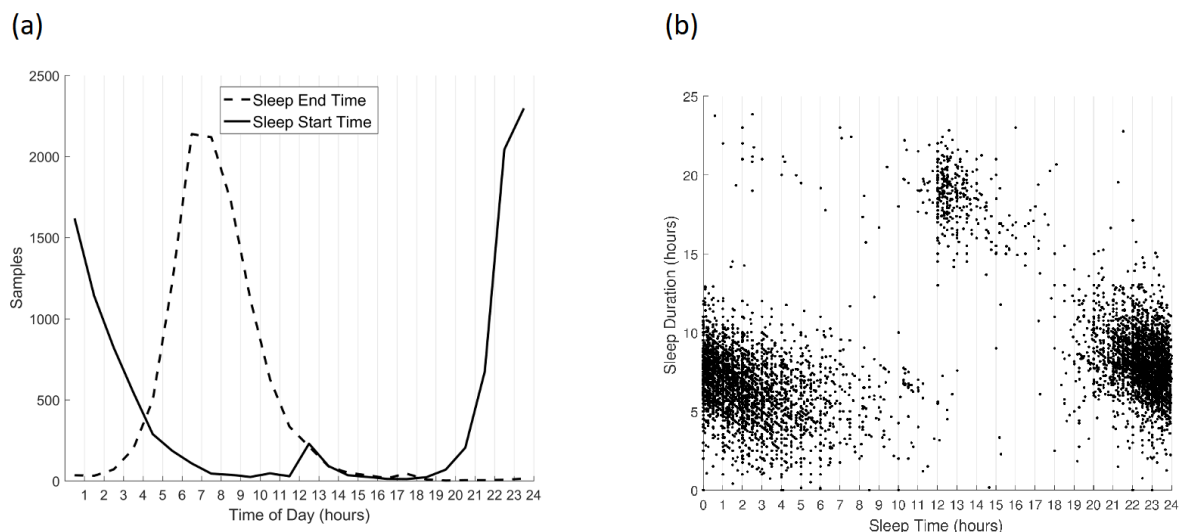 (a)
(b)
2500
2000
1500
1000
500
0
Samples
Sleep End Time
Sleep Start Time
1 2 3 4 5 6 7 8 9 10 11 12 13 14 15 16 17 18 19 20 21 22 23 24
Time of Day (hours)
25
20
15
10
5
0
Sleep Duration (hours)
0 1 2 3 4 5 6 7 8 9 10 11 12 13 14 15 16 17 18 19 20 21 22 23 24
Sleep Time (hours)